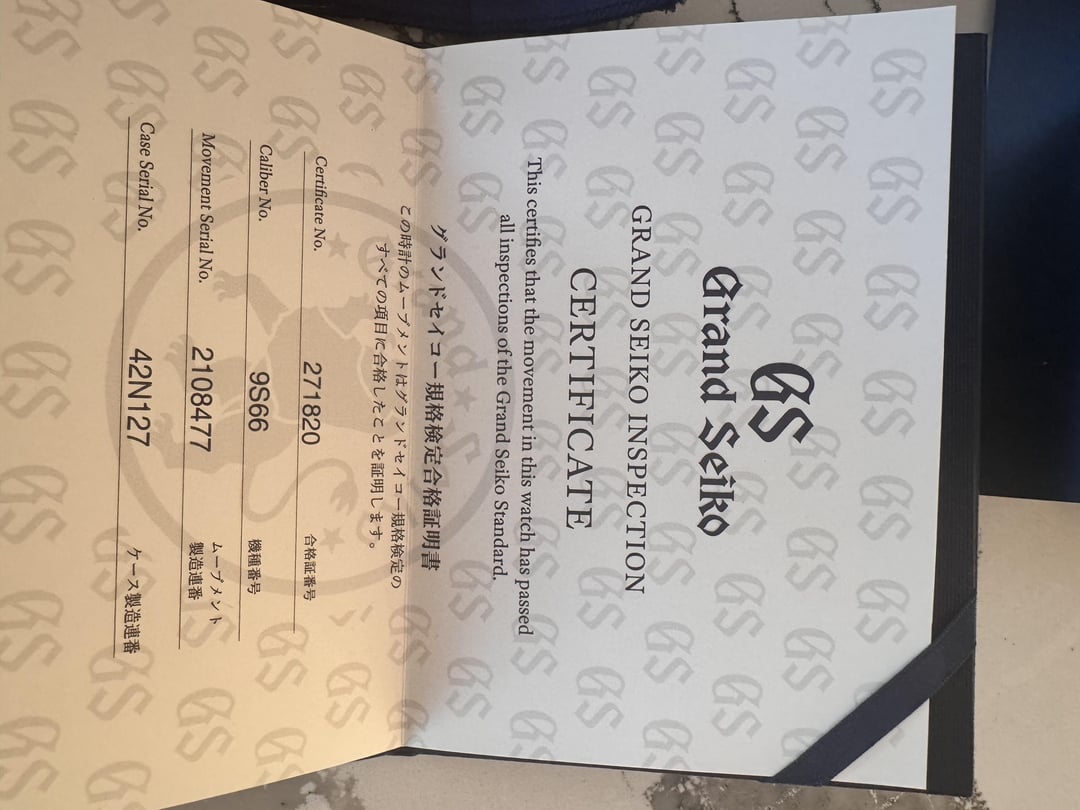 GS
Grand Seiko
GRAND SEIKO INSPECTION
CERTIFICATE
This certifies that the movement in this watch has passed
all inspections of the Grand Seiko Standard.
グランドセイコー規格検定合格証明書
この時計のムーブメントはグランドセイコー規格検定の
すべての項目に合格したことを証明します。
Certificate No. 271820 合格証番号
Caliber No. 9S66 機種番号
Movement Serial No. 2108477 ムーブメント
製造連番
Case Serial No. 42N127 ケース製造連番